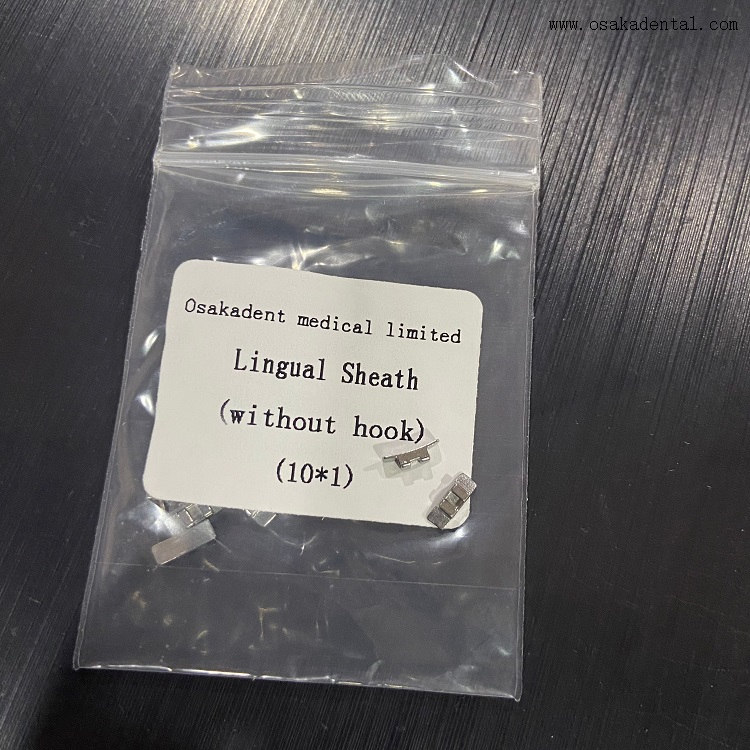 www.osakadental.com
Osakadent medical limited
Lingual Sheath
(without hook)
(10*1)